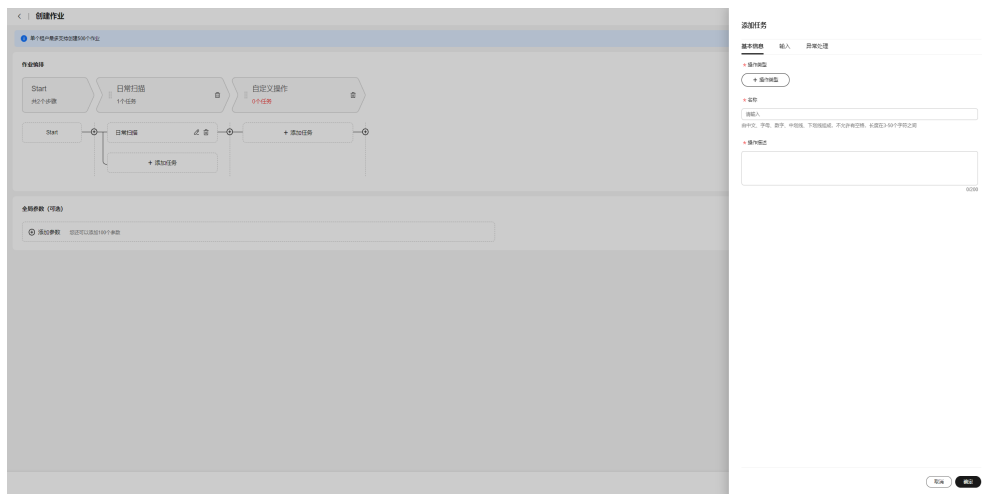 创建作业
单个租户最多支持创建500个作业
作业编排
Start
共2个步骤
日常扫描
1个任务
自定义操作
0个任务
Start
日常扫描
+ 添加任务
+ 添加任务
全局参数（可选）
添加参数 您还可以添加100个参数
添加任务
基本信息 输入 异常处理
* 操作类型
+ 操作类型
* 名称
请输入
由中文、字母、数字、中划线、下划线组成，不允许有空格，长度在3-50个字符之间
* 操作描述
0/200
取消 确定